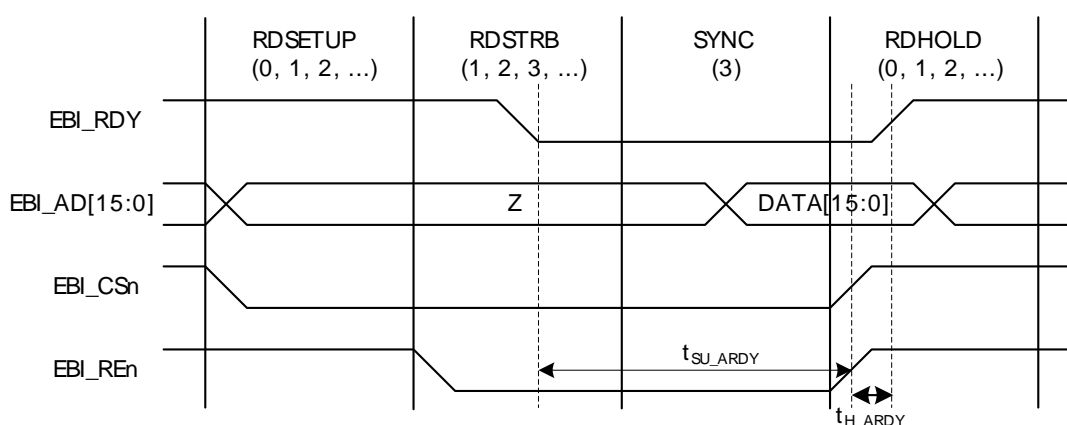 RDSETUP RDSTRB SYNC RDHOLD
(0, 1, 2, ...) (1, 2, 3, ...) (3) (0, 1, 2, ...)
EBI_RDY
EBI_AD[15:0] Z DATA[15:0]
EBI_CSn
EBI_REn tSU_ARDY
tH_ARDY